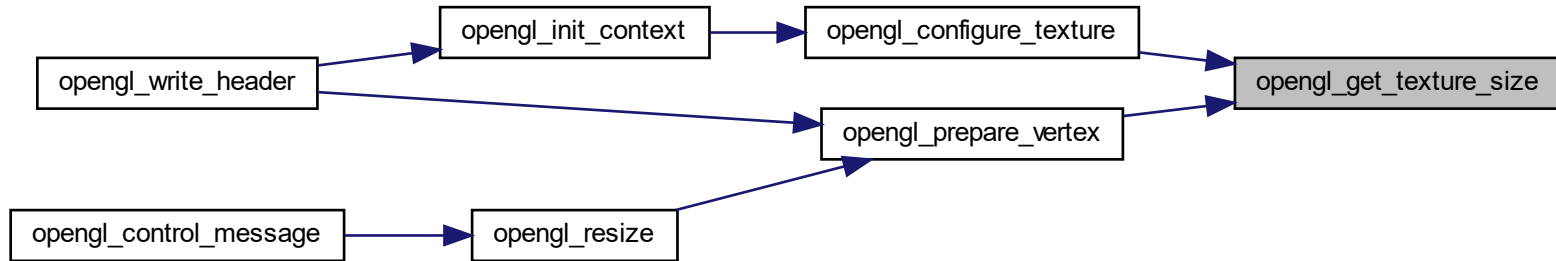 opengl_init_context
opengl_configure_texture
opengl_write_header
opengl_get_texture_size
opengl_prepare_vertex
opengl_control_message
opengl_resize